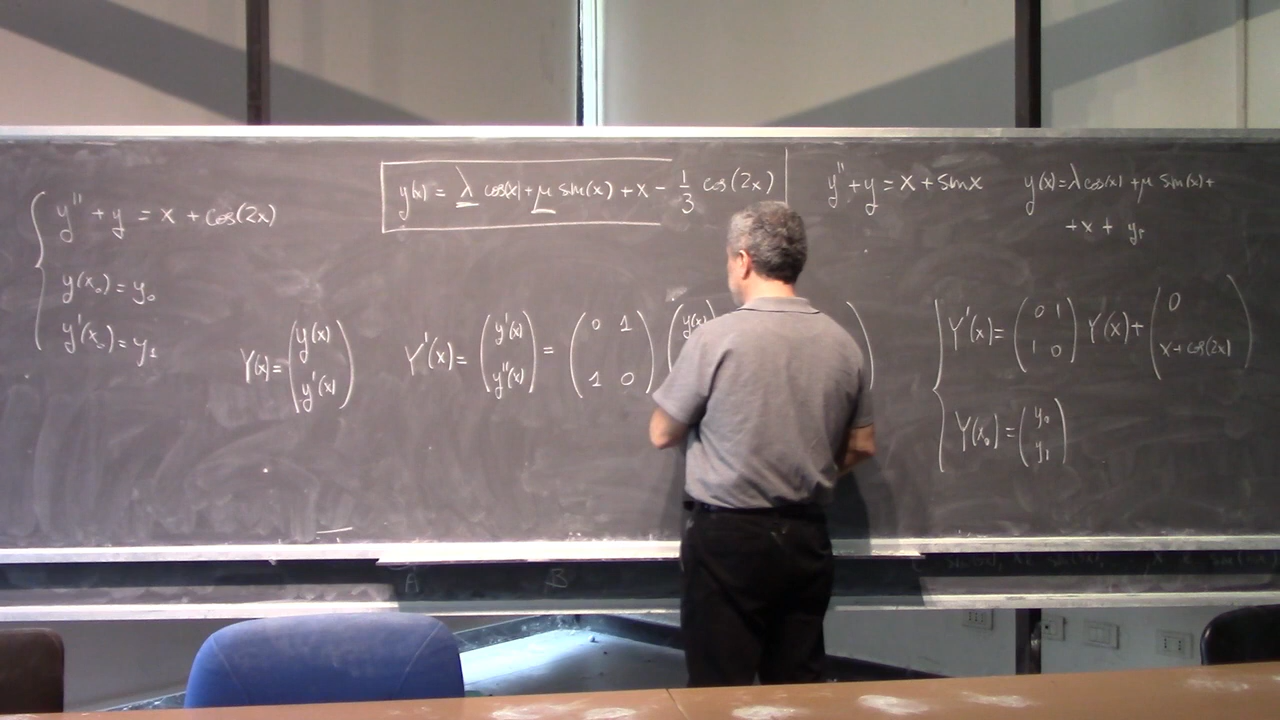 y'' + y = x + cos(2x)
y(x₀) = y₀
y'(x₀) = y₁
y(x) = λ cos(x) + μ sin(x) + x - 1/3 cos(2x)
y'' + y = x + sin x
y(x) = λ cos(x) + μ sin(x) +
+ x + y₁
Y(x) = (y(x) y'(x))
Y'(x) = (y'(x) y''(x)) = (0 1 1 0) (y(x)
Y'(x) = (0 1 1 0) Y(x) + (0 x + cos(2x))
Y(x₀) = (y₀ y₁)
A B